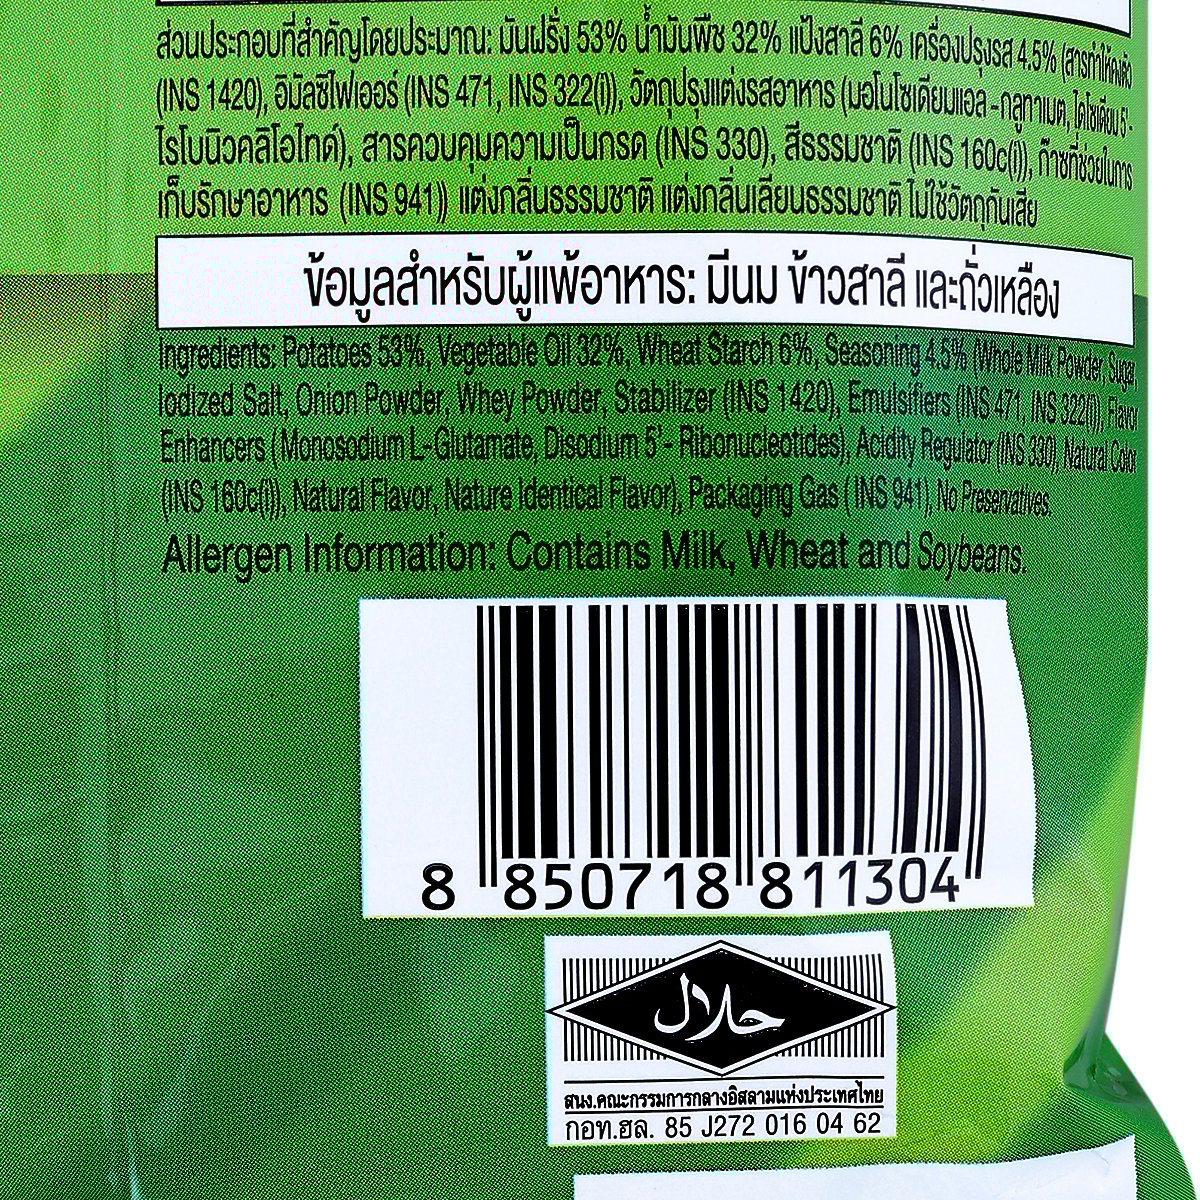 ส่วนประกอบที่สำคัญโดยประมาณ: มันฝรั่ง 53% น้ำมันพืช 32% แป้งสาลี 6% เครื่องปรุงรส 4.5% (สารทำให้คงตัว
(INS 1420), อิมัลซิไฟเออร์ (INS 471, INS 322(i)), วัตถุปรุงแต่งรสอาหาร (มอโนโซเดียมแอล -กลูทาเมต, ไดโซเดียม 5'-
ไรโบนิวคลิโอไทด์), สารควบคุมความเป็นกรด (INS 330), สีธรรมชาติ (INS 160c(i)), ก๊าซที่ช่วยในการ
เก็บรักษาอาหาร (INS 941)) แต่งกลิ่นธรรมชาติ แต่งกลิ่นเลียนธรรมชาติ ไม่ใช้วัตถุกันเสีย
ข้อมูลสำหรับผู้แพ้อาหาร: มีนม ข้าวสาลี และถั่วเหลือง
Ingredients: Potatoes 53%, Vegetable Oil 32%, Wheat Starch 6%, Seasoning 4.5% (Whole Milk Powder, Sugar,
Iodized Salt, Onion Powder, Whey Powder, Stabilizer (INS 1420), Emulsifiers (INS 471, INS 322(i)), Flavor
Enhancers (Monosodium L-Glutamate, Disodium 5'- Ribonucleotides), Acidity Regulator (INS 330), Natural Color
(INS 160c(i)), Natural Flavor, Nature Identical Flavor), Packaging Gas (INS 941), No Preservatives.
Allergen Information: Contains Milk, Wheat and Soybeans.
8 850718 811304
حلال
สนง.คณะกรรมการกลางอิสลามแห่งประเทศไทย
กอท.ฮล. 85 J272 016 04 62